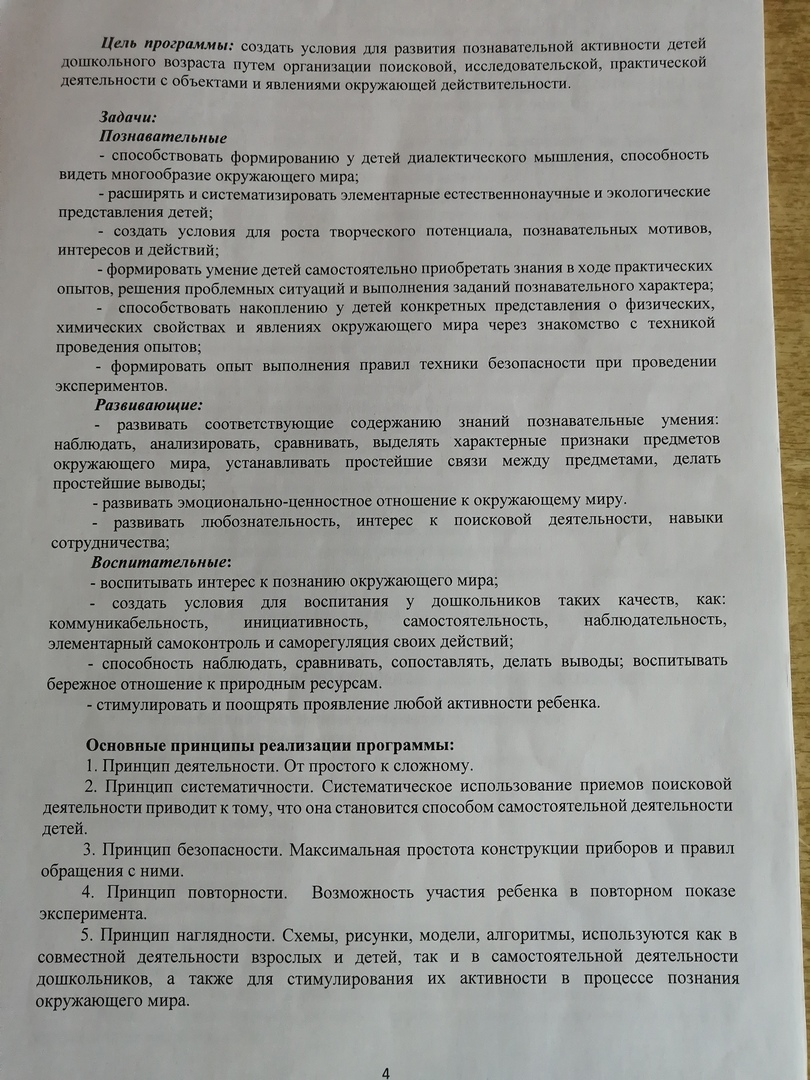 Цель программы: создать условия для развития познавательной активности детей
дошкольного возраста путем организации поисковой, исследовательской, практической
деятельности с объектами и явлениями окружающей действительности.
Задачи:
Познавательные
- способствовать формированию у детей диалектического мышления, способность
видеть многообразие окружающего мира;
- расширять и систематизировать элементарные естественнонаучные и экологические
представления детей;
- создать условия для роста творческого потенциала, познавательных мотивов,
интересов и действий;
- формировать умение детей самостоятельно приобретать знания в ходе практических
опытов, решения проблемных ситуаций и выполнения заданий познавательного характера;
- способствовать накоплению у детей конкретных представления о физических,
химических свойствах и явлениях окружающего мира через знакомство с техникой
проведения опытов;
- формировать опыт выполнения правил техники безопасности при проведении
экспериментов.
Развивающие:
- развивать соответствующие содержанию знаний познавательные умения:
наблюдать, анализировать, сравнивать, выделять характерные признаки предметов
окружающего мира, устанавливать простейшие связи между предметами, делать
простейшие выводы;
- развивать эмоционально-ценностное отношение к окружающему миру.
- развивать любознательность, интерес к поисковой деятельности, навыки
сотрудничества;
Воспитательные:
- воспитывать интерес к познанию окружающего мира;
- создать условия для воспитания у дошкольников таких качеств, как:
коммуникабельность, инициативность, самостоятельность, наблюдательность,
элементарный самоконтроль и саморегуляция своих действий;
- способность наблюдать, сравнивать, сопоставлять, делать выводы; воспитывать
бережное отношение к природным ресурсам.
- стимулировать и поощрять проявление любой активности ребенка.
Основные принципы реализации программы:
1. Принцип деятельности. От простого к сложному.
2. Принцип систематичности. Систематическое использование приемов поисковой
деятельности приводит к тому, что она становится способом самостоятельной деятельности
детей.
3. Принцип безопасности. Максимальная простота конструкции приборов и правил
обращения с ними.
4. Принцип повторности. Возможность участия ребенка в повторном показе
эксперимента.
5. Принцип наглядности. Схемы, рисунки, модели, алгоритмы, используются как в
совместной деятельности взрослых и детей, так и в самостоятельной деятельности
дошкольников, а также для стимулирования их активности в процессе познания
окружающего мира.
4